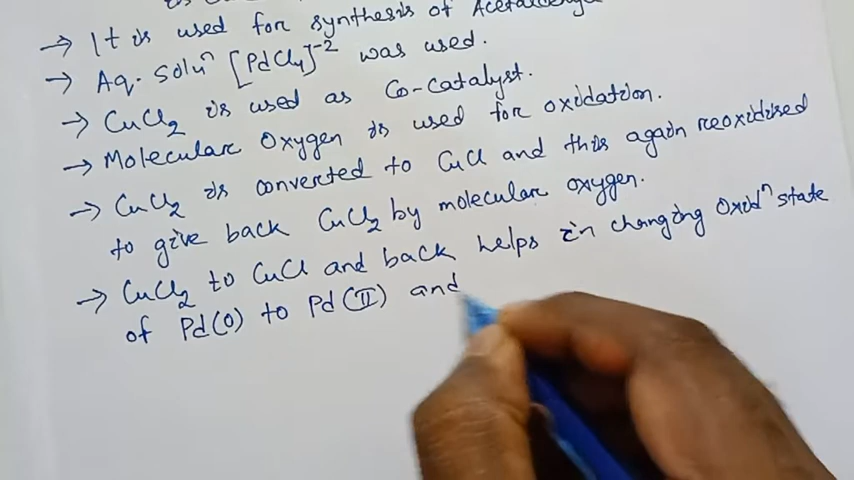 → It is used for synthesis of
→ Aq. Soluⁿ [PdCl₄]⁻² was used.
→ CuCl₂ is used as Co-catalyst.
→ Molecular Oxygen is used for oxidation.
→ CuCl₂ is converted to CuCl and this again reoxidised
to give back CuCl₂ by molecular oxygen.
→ CuCl₂ to CuCl and back helps in changing Oxidⁿ state
of Pd(0) to Pd(II) and